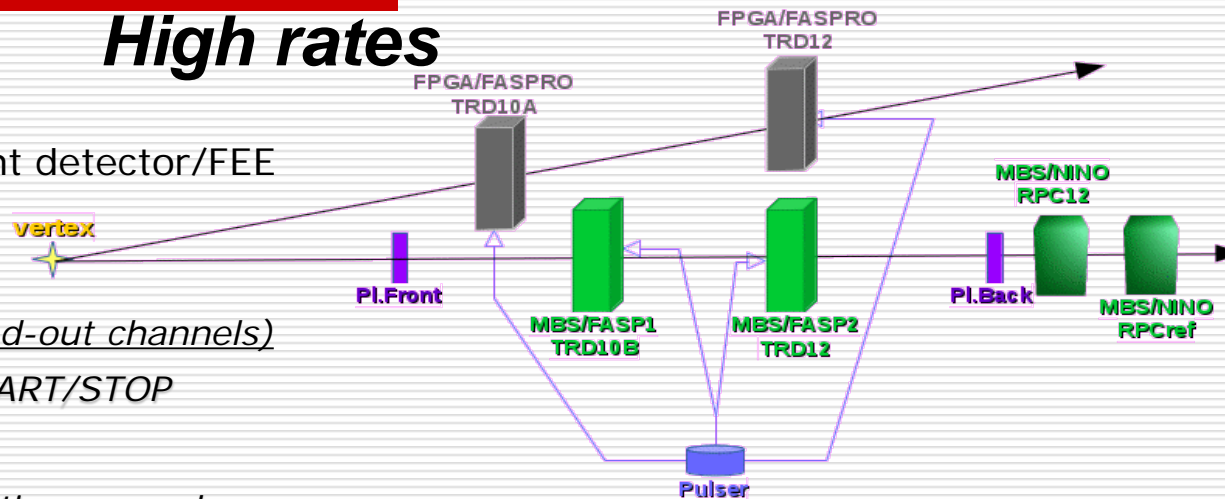 High rates
FPGA/FASPRO
TRD12
FPGA/FASPRO
TRD10A
detector/FEE
MBS/NINO
RPC12
vertex
Pl.Front
Pl.Back
MBS/NINO
RPCref
MBS/FASP1
TRD10B
MBS/FASP2
TRD12
d-out channels)
ART/STOP
Pulser